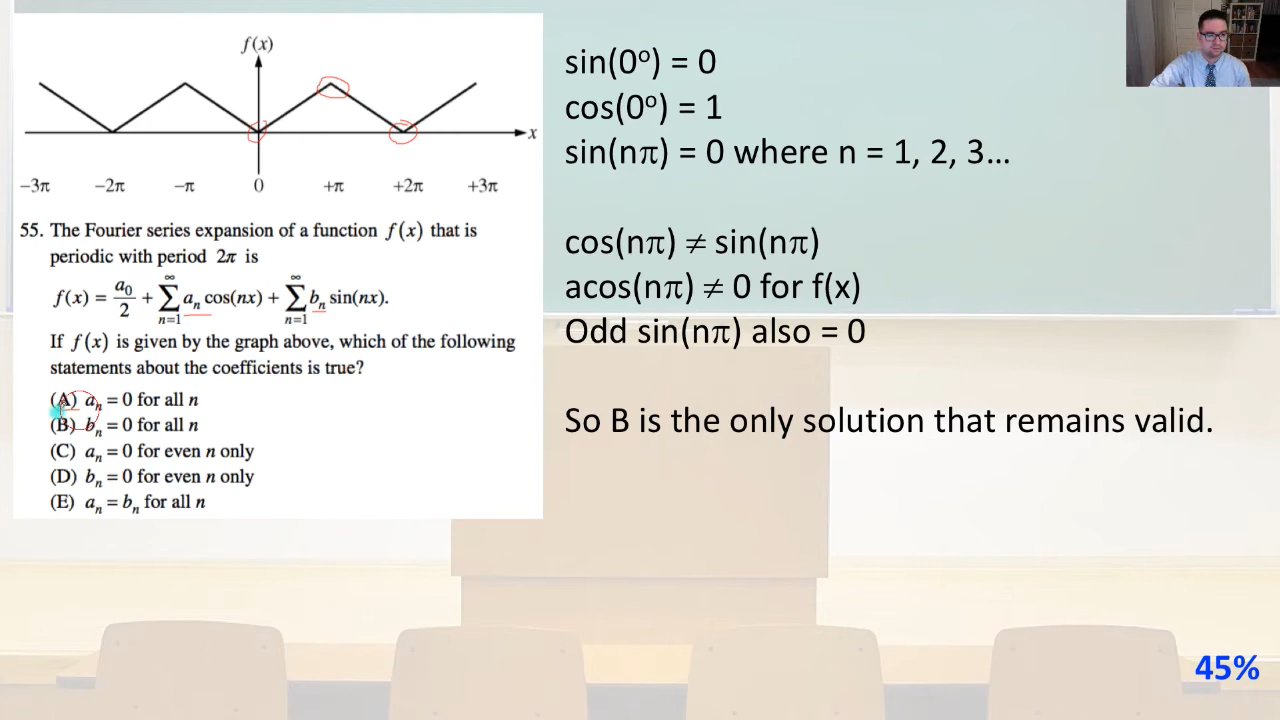 f(x)
x
−3π −2π −π 0 +π +2π +3π
55. The Fourier series expansion of a function f(x) that is
periodic with period 2π is
f(x) = a₀/2 + ∑_{n=1}^{∞} aₙ cos(nx) + ∑_{n=1}^{∞} bₙ sin(nx).
If f(x) is given by the graph above, which of the following
statements about the coefficients is true?
(A) aₙ = 0 for all n
(B) bₙ = 0 for all n
(C) aₙ = 0 for even n only
(D) bₙ = 0 for even n only
(E) aₙ = bₙ for all n
sin(0º) = 0
cos(0º) = 1
sin(nπ) = 0 where n = 1, 2, 3…
cos(nπ) ≠ sin(nπ)
acos(nπ) ≠ 0 for f(x)
Odd sin(nπ) also = 0
So B is the only solution that remains valid.
45%